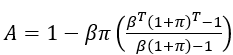 A = 1 − βπ (β^T(1+π)^T−1 / β(1+π)−1)